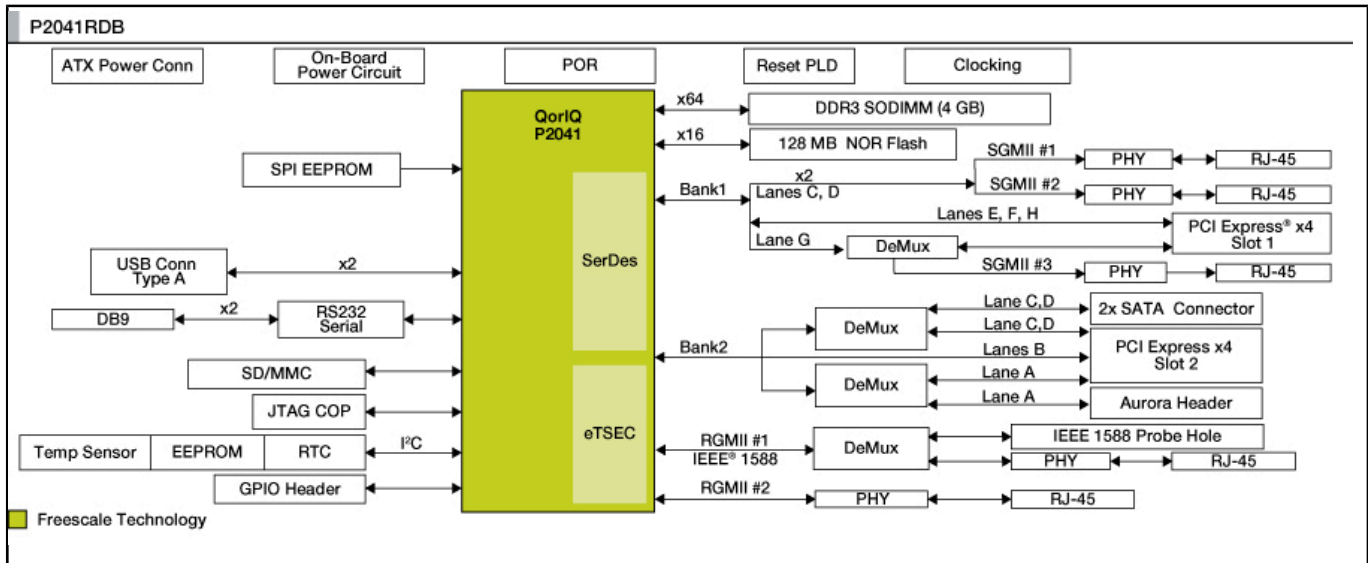 P2041RDB
ATX Power Conn
On-Board
Power Circuit
POR
Reset PLD
Clocking
QorIQ
P2041
x64
DDR3 SODIMM (4 GB)
x16
128 MB NOR Flash
SPI EEPROM
SGMII #1
PHY
RJ-45
x2
Bank1
Lanes C, D
SGMII #2
PHY
RJ-45
Lanes E, F, H
PCI Express® x4
Slot 1
Lane G
DeMux
SerDes
USB Conn
Type A
x2
SGMII #3
PHY
RJ-45
DB9
x2
RS232
Serial
Lane C,D
2x SATA Connector
DeMux
Lane C,D
Bank2
Lanes B
PCI Express x4
Slot 2
SD/MMC
DeMux
Lane A
Lane A
Aurora Header
JTAG COP
eTSEC
Temp Sensor
EEPROM
RTC
I²C
RGMII #1
IEEE® 1588
DeMux
IEEE 1588 Probe Hole
PHY
RJ-45
GPIO Header
RGMII #2
PHY
RJ-45
Freescale Technology